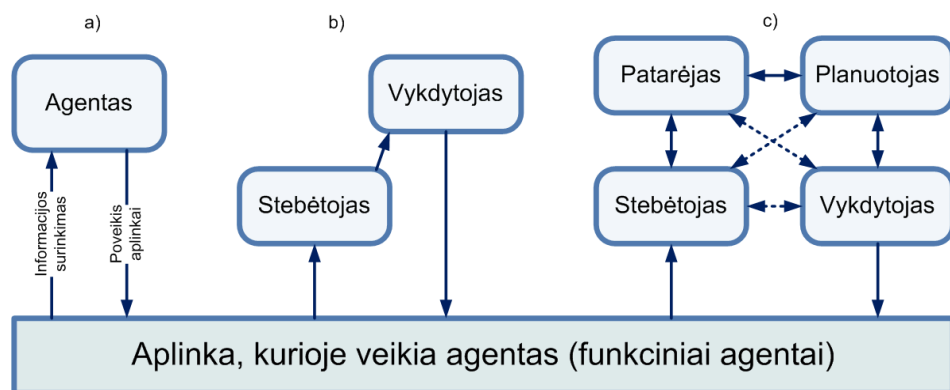 a)
b)
c)
Agentas
Informacijos
surinkimas
Poveikis
aplinkai
Vykdytojas
Stebėtojas
Patarėjas
Planuotojas
Stebėtojas
Vykdytojas
Aplinka, kurioje veikia agentas (funkciniai agentai)